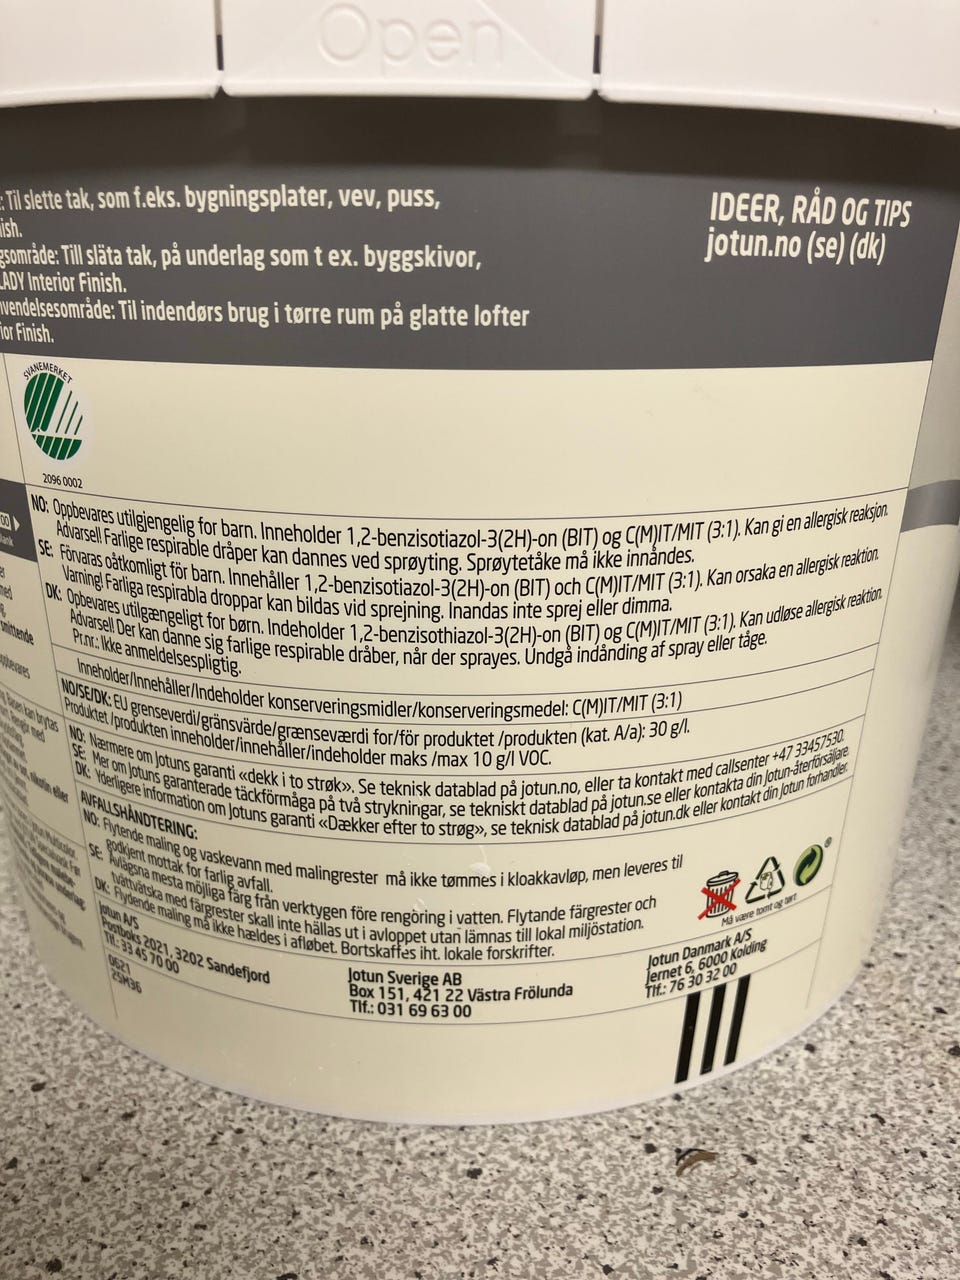 Open
: Til slette tak, som f.eks. bygningsplater, vev, puss,
ish.
gsområde: Till släta tak, på underlag som t ex. byggskivor,
LADY Interior Finish.
nvendelsesområde: Til indendørs brug i tørre rum på glatte lofter
ior Finish.
IDEER, RÅD OG TIPS
jotun.no (se) (dk)
SVANEMERKET
2096 0002
NO: Oppbevares utilgjengelig for barn. Inneholder 1,2-benzisotiazol-3(2H)-on (BIT) og C(M)IT/MIT (3:1). Kan gi en allergisk reaksjon.
Advarsel! Farlige respirable dråper kan dannes ved sprøyting. Sprøytetåke må ikke innåndes.
SE: Förvaras oåtkomligt för barn. Innehåller 1,2-benzisotiazol-3(2H)-on (BIT) och C(M)IT/MIT (3:1). Kan orsaka en allergisk reaktion.
Varning! Farliga respirabla droppar kan bildas vid sprejning. Inandas inte sprej eller dimma.
DK: Opbevares utilgængeligt for børn. Indeholder 1,2-benzisothiazol-3(2H)-on (BIT) og C(M)IT/MIT (3:1). Kan udløse allergisk reaktion.
Advarsel! Der kan danne sig farlige respirable dråber, når der sprayes. Undgå indånding af spray eller tåge.
Pr.nr.: Ikke anmeldelsespligtig.
Inneholder/Innehåller/Indeholder konserveringsmidler/konserveringsmedel: C(M)IT/MIT (3:1)
NO/SE/DK: EU grenseverdi/gränsvärde/grænseværdi for/för produktet /produkten (kat. A/a): 30 g/l.
Produktet /produkten inneholder/innehåller/indeholder maks /max 10 g/l VOC.
NO: Nærmere om Jotuns garanti «dekk i to strøk». Se teknisk datablad på jotun.no, eller ta kontakt med callsenter +47 33457530.
SE: Mer om Jotuns garanterade täckförmåga på två strykningar, se tekniskt datablad på jotun.se eller kontakta din Jotun-återförsäljare.
DK: Yderligere information om Jotuns garanti «Dækker efter to strøg», se teknisk datablad på jotun.dk eller kontakt din Jotun forhandler.
AVFALLSHÅNDTERING:
NO: Flytende maling og vaskevann med malingrester må ikke tømmes i kloakkavløp, men leveres til
godkjent mottak for farlig avfall.
SE: Avlägsna mesta möjliga färg från verktygen före rengöring i vatten. Flytande färgrester och
tvättvätska med färgrester skall inte hällas ut i avloppet utan lämnas till lokal miljöstation.
DK: Flydende maling må ikke hældes i afløbet. Bortskaffes iht. lokale forskrifter.
Må være tomt og tørt
Jotun A/S
Postboks 2021, 3202 Sandefjord
Tlf.: 33 45 70 00
0621
25M3G
Jotun Sverige AB
Box 151, 421 22 Västra Frölunda
Tlf.: 031 69 63 00
Jotun Danmark A/S
Jernet 6, 6000 Kolding
Tlf.: 76 30 32 00